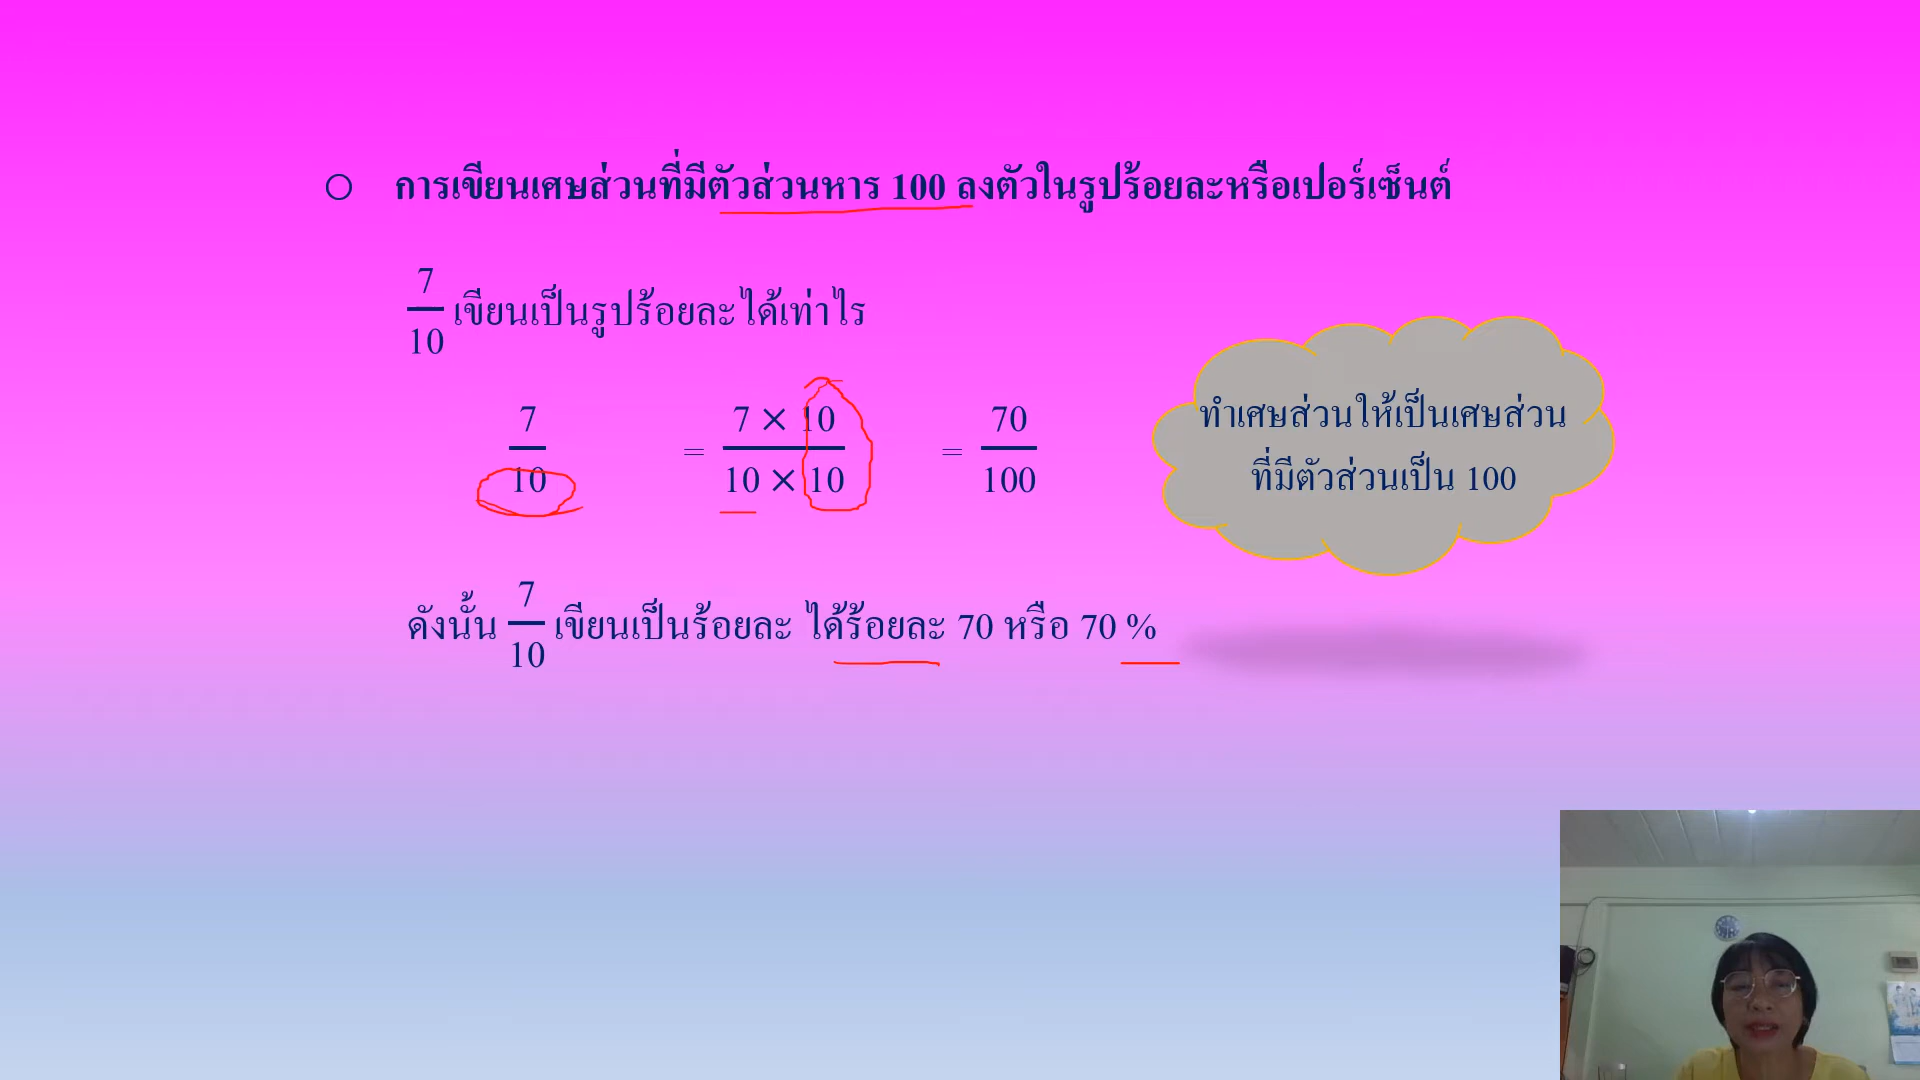 การเขียนเศษส่วนที่มีตัวส่วนหาร 100 ลงตัวในรูปร้อยละหรือเปอร์เซ็นต์
7/10 เขียนเป็นรูปร้อยละได้เท่าไร
7/10 = 7 × 10/10 × 10 = 70/100
ทำเศษส่วนให้เป็นเศษส่วน
ที่มีตัวส่วนเป็น 100
ดังนั้น 7/10 เขียนเป็นร้อยละ ได้ร้อยละ 70 หรือ 70 %